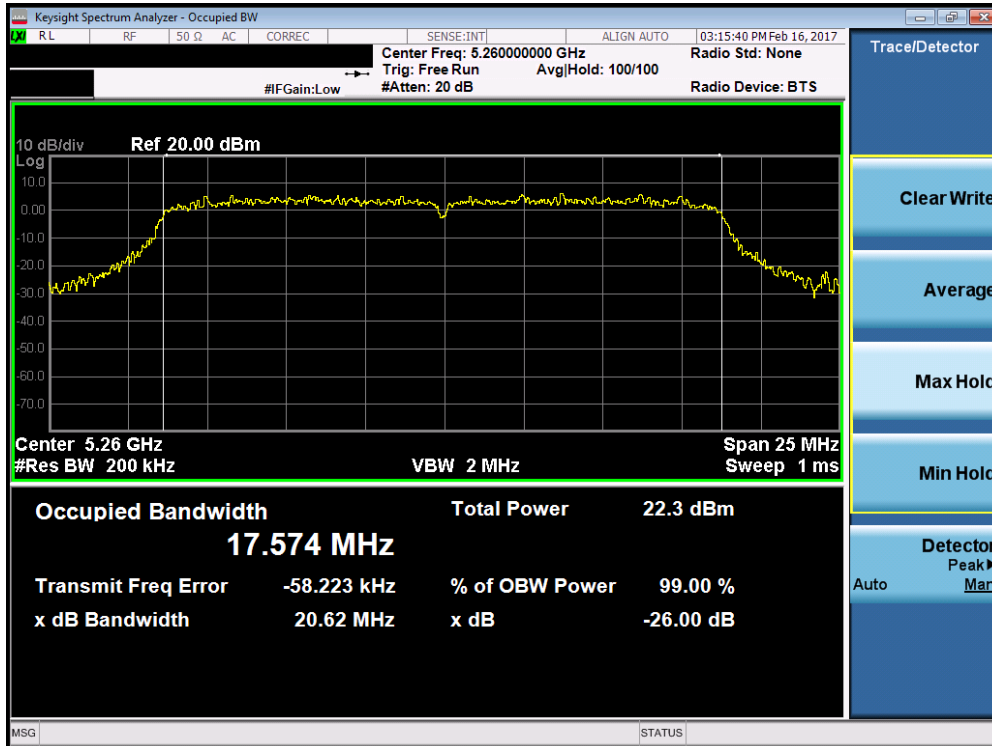 Keysight Spectrum Analyzer - Occupied BW
LXI RL RF 50 Ω AC CORREC SENSE:INT ALIGN AUTO 03:15:40 PM Feb 16, 2017
Center Freq: 5.260000000 GHz Radio Std: None
Trig: Free Run Avg|Hold: 100/100
#IFGain:Low #Atten: 20 dB Radio Device: BTS
Trace/Detector
10 dB/div Ref 20.00 dBm
Log
10.0
0.00
-10.0
-20.0
-30.0
-40.0
-50.0
-60.0
-70.0
Center 5.26 GHz Span 25 MHz
#Res BW 200 kHz VBW 2 MHz Sweep 1 ms
Occupied Bandwidth Total Power 22.3 dBm
17.574 MHz
Transmit Freq Error -58.223 kHz % of OBW Power 99.00 %
x dB Bandwidth 20.62 MHz x dB -26.00 dB
Clear Write
Average
Max Hold
Min Hold
Detector
Peak
Auto Man
MSG STATUS